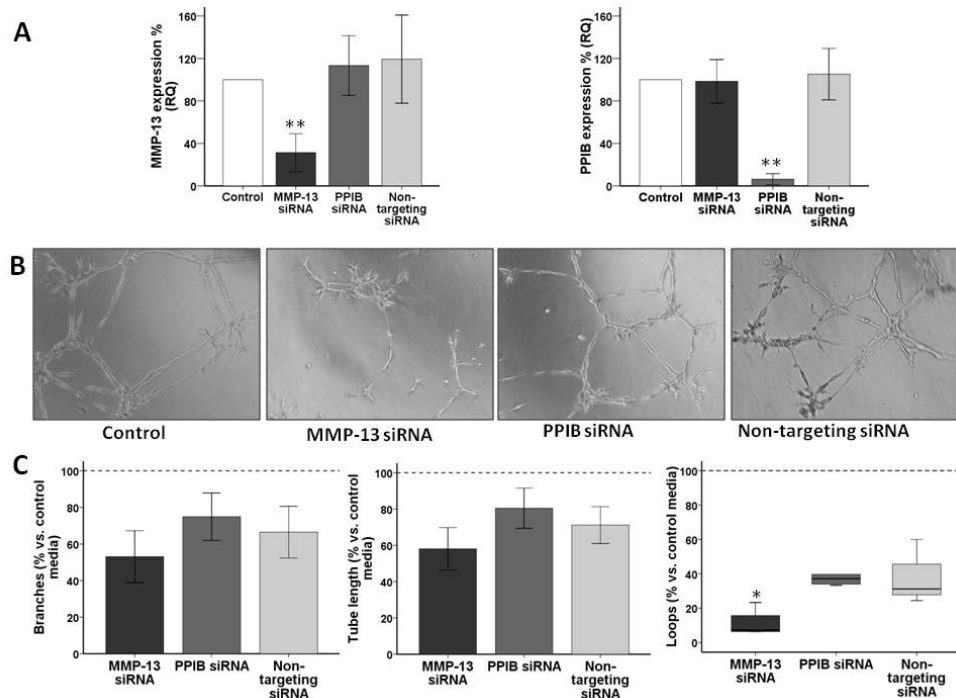 A
MMP-13 expression %
(RQ)
160
120
80
40
0
**
Control
MMP-13
siRNA
PPIB
siRNA
Non-
targeting
siRNA
PPIB expression % (RQ)
160
120
80
40
0
**
Control
MMP-13
siRNA
PPIB
siRNA
Non-
targeting
siRNA
B
Control
MMP-13 siRNA
PPIB siRNA
Non-targeting siRNA
C
Branches (% vs. control
media)
100
80
60
40
20
0
MMP-13
siRNA
PPIB siRNA
Non-
targeting
siRNA
Tube length (% vs. control
media)
100
80
60
40
20
0
MMP-13
siRNA
PPIB siRNA
Non-
targeting
siRNA
Loops (% vs. control media)
100
80
60
40
20
0
*
MMP-13
siRNA
PPIB siRNA
Non-
targeting
siRNA